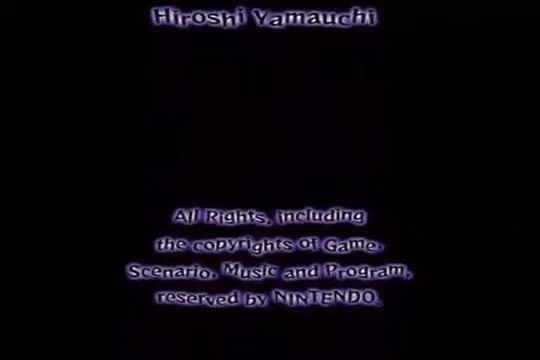 Hiroshi Yamauchi
All Rights, including
the copyrights of Game,
Scenario, Music and Program,
reserved by NINTENDO.